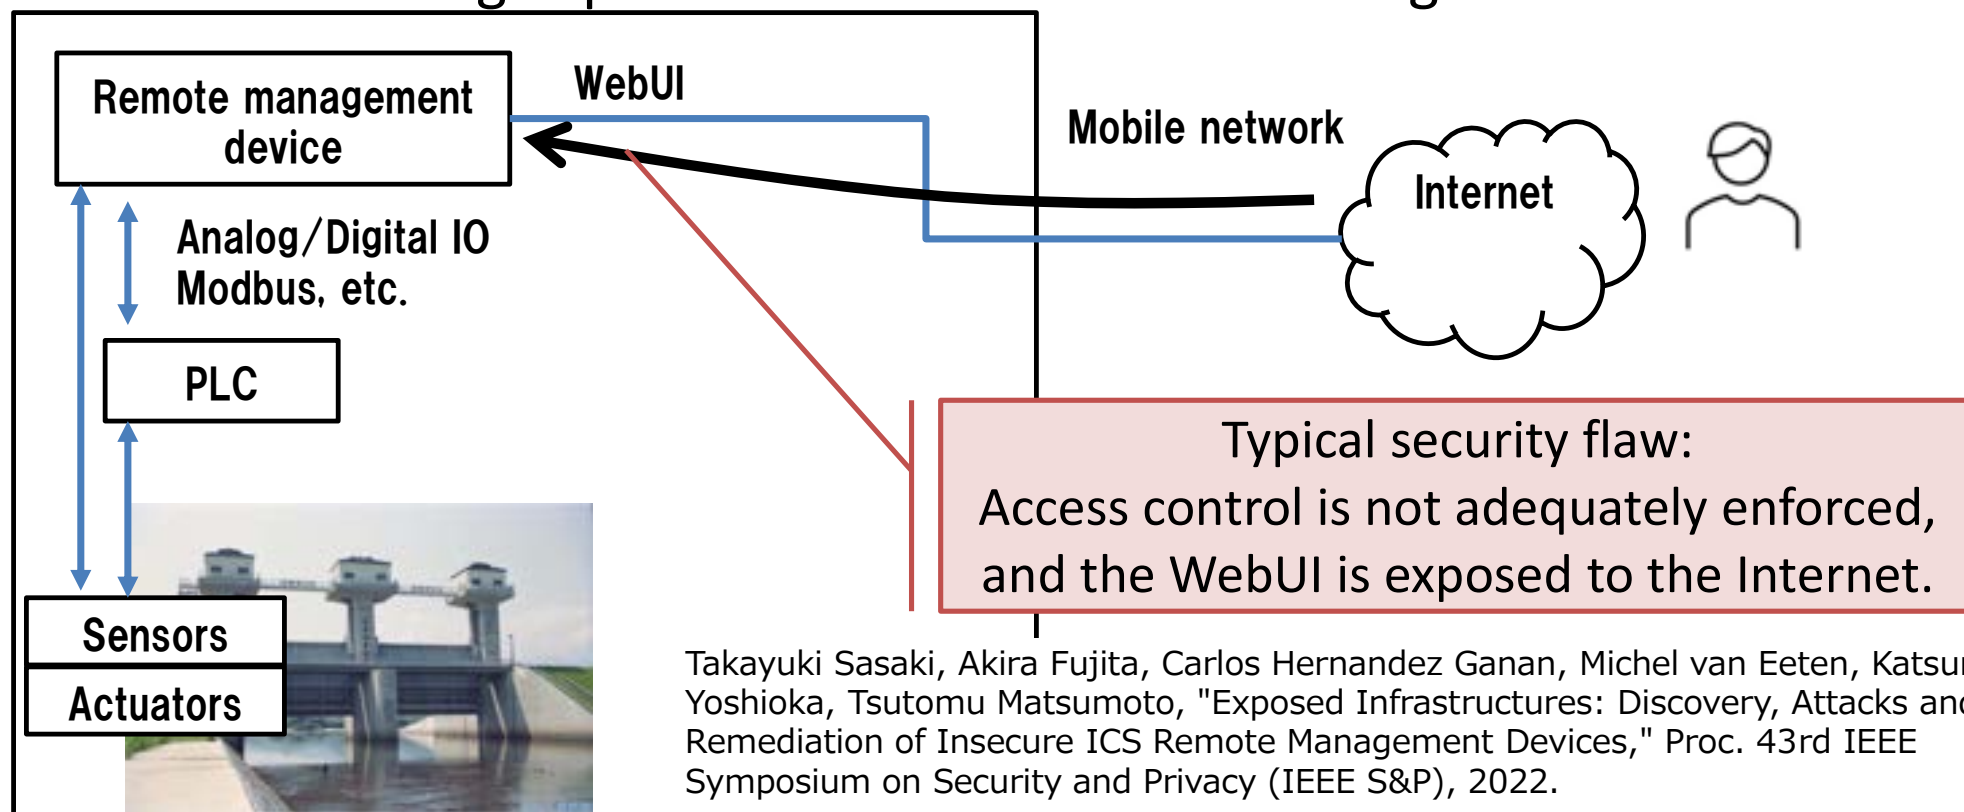 Remote management
device
WebUI
Mobile network
Internet
Analog/Digital IO
Modbus, etc.
PLC
Sensors
Actuators
Typical security flaw:
Access control is not adequately enforced,
and the WebUI is exposed to the Internet.
Takayuki Sasaki, Akira Fujita, Carlos Hernandez Ganan, Michel van Eeten,
Yoshioka, Tsutomu Matsumoto, "Exposed Infrastructures: Discovery, Attacks and
Remediation of Insecure ICS Remote Management Devices," Proc. 43rd IEEE
Symposium on Security and Privacy (IEEE S&P), 2022.